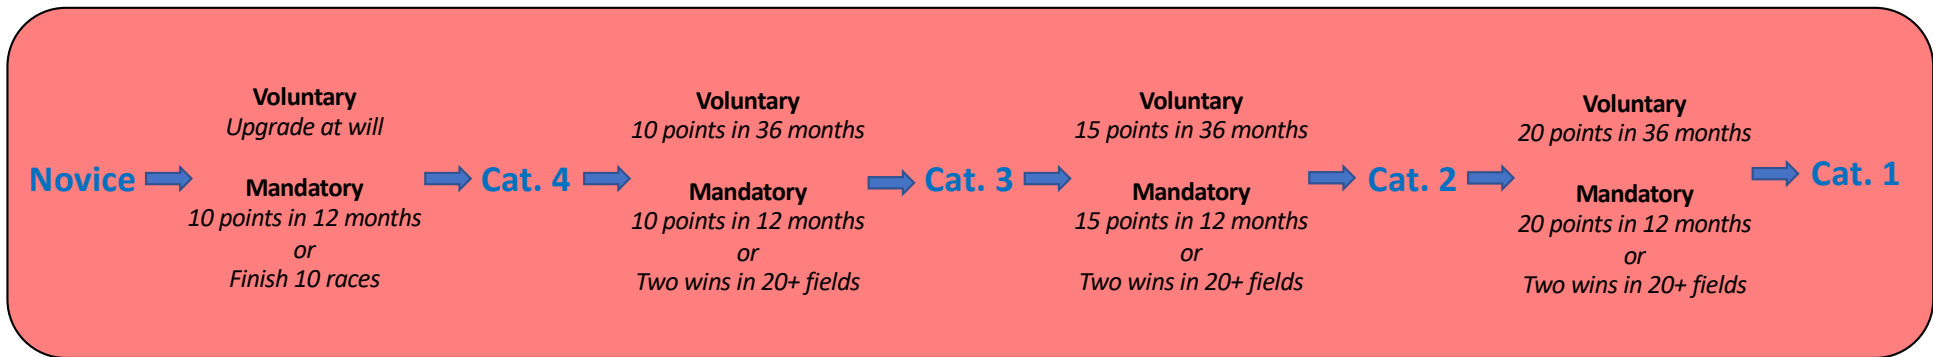 Novice
Voluntary
Upgrade at will
Mandatory
10 points in 12 months
or
Finish 10 races
Cat. 4
Voluntary
10 points in 36 months
Mandatory
10 points in 12 months
or
Two wins in 20+ fields
Cat. 3
Voluntary
15 points in 36 months
Mandatory
15 points in 12 months
or
Two wins in 20+ fields
Cat. 2
Voluntary
20 points in 36 months
Mandatory
20 points in 12 months
or
Two wins in 20+ fields
Cat. 1